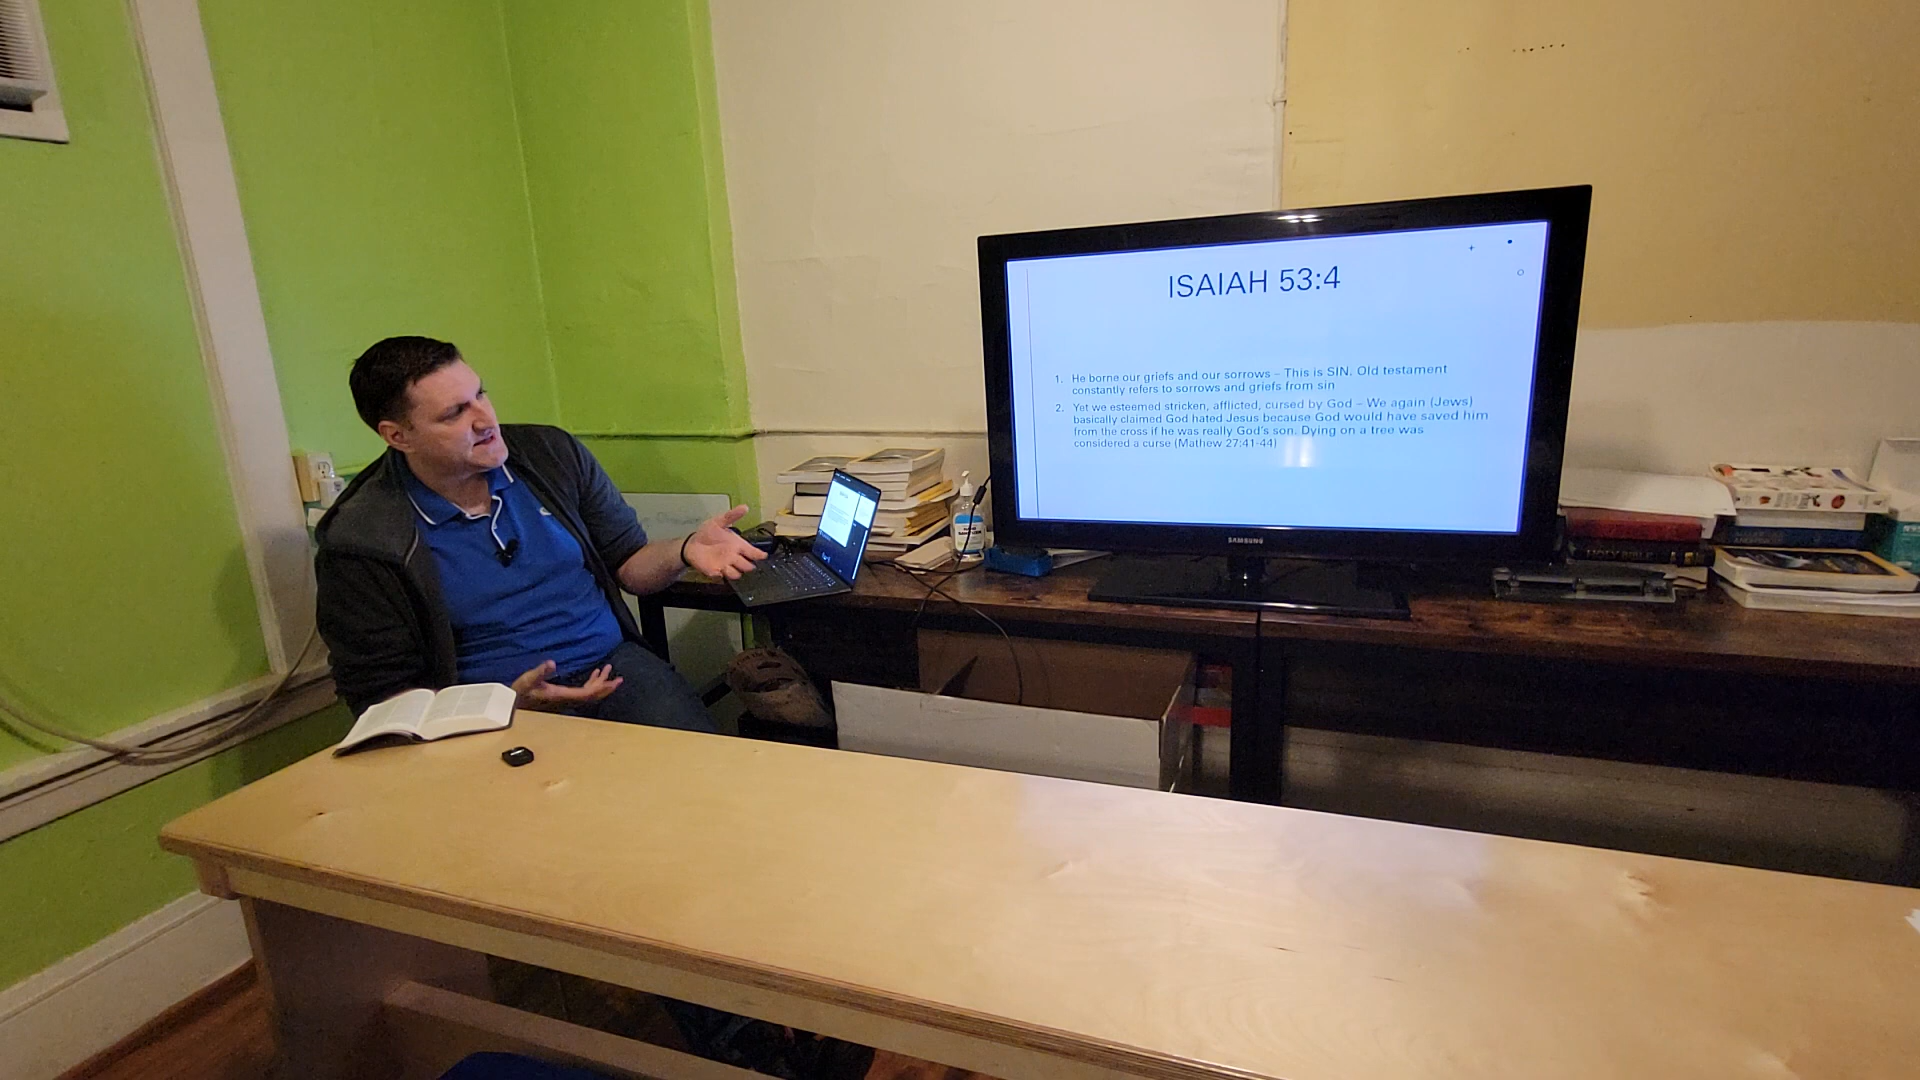 ISAIAH 53:4
1. He borne our griefs and our sorrows – This is SIN. Old testament
constantly refers to sorrows and griefs from sin
2. Yet we esteemed stricken, afflicted, cursed by God – We again (Jews)
basically claimed God hated Jesus because God would have saved him
from the cross if he was really God's son. Dying on a tree was
considered a curse (Mathew 27:41-44)
SAMSUNG
HOLY BIBLE